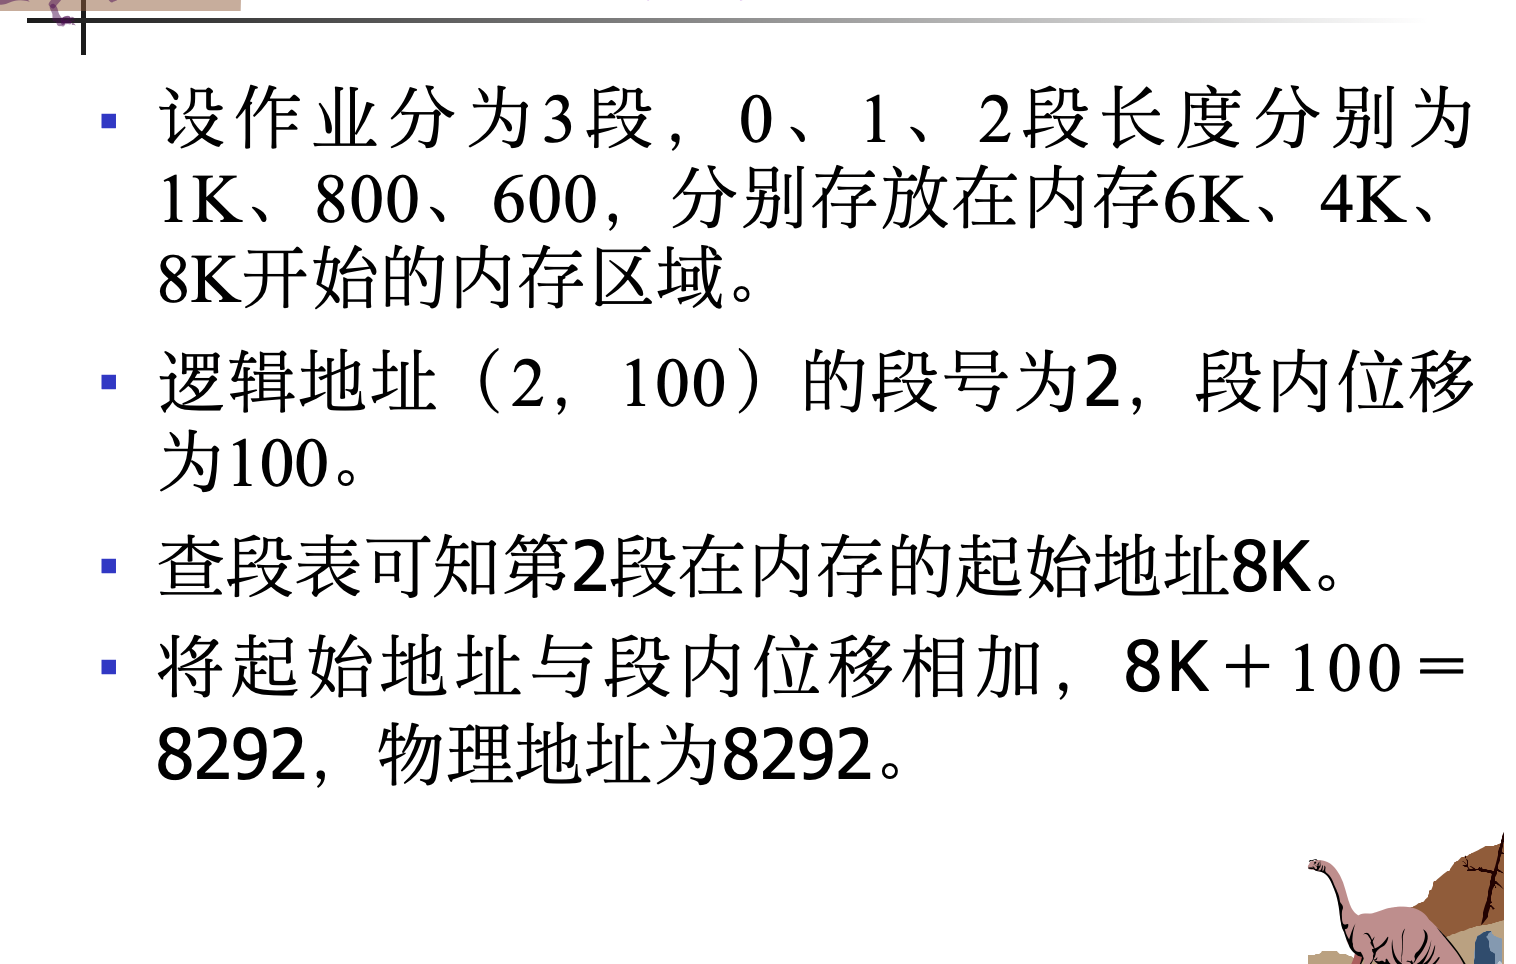 设作业分为3段，0、1、2段长度分别为
1K、800、600，分别存放在内存6K、4K、
8K开始的内存区域。
逻辑地址（2，100）的段号为2，段内位移
为100。
查段表可知第2段在内存的起始地址8K。
将起始地址与段内位移相加，8K＋100＝
8292，物理地址为8292。